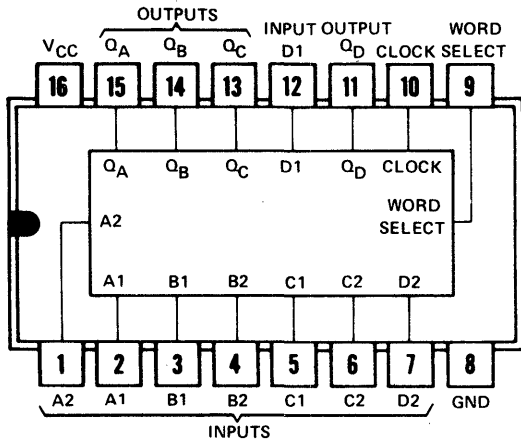 OUTPUTS
INPUT OUTPUT WORD
VCC QA QB QC D1 QD CLOCK SELECT
16 15 14 13 12 11 10 9
QA QB QC D1 QD CLOCK
WORD
A2 SELECT
A1 B1 B2 C1 C2 D2
1 2 3 4 5 6 7 8
A2 A1 B1 B2 C1 C2 D2 GND
INPUTS